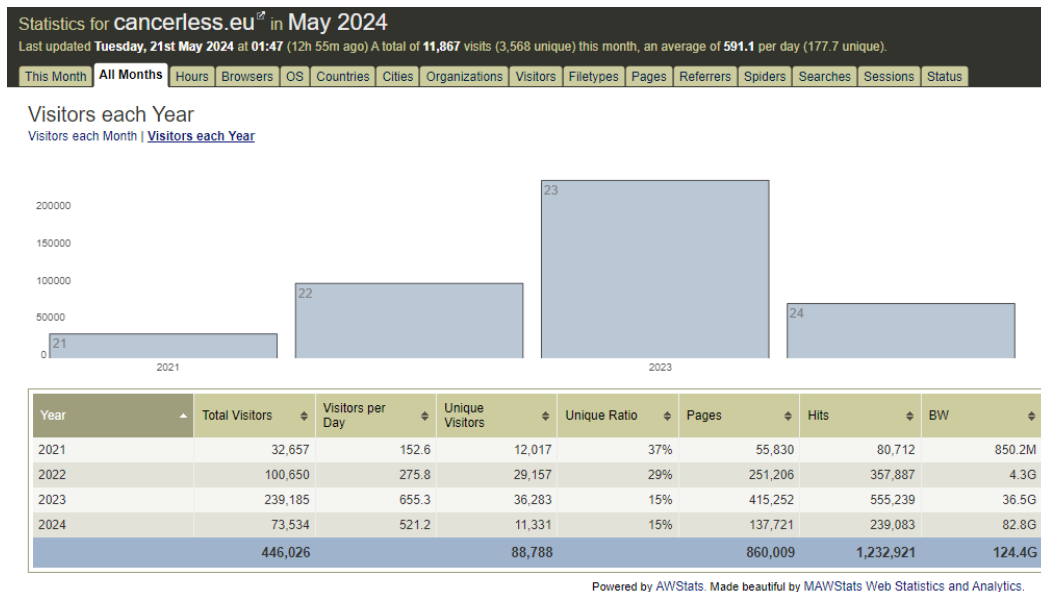 Statistics for cancerless.eu in May 2024
Last updated Tuesday, 21st May 2024 at 01:47 (12h 55m ago) A total of 11,867 visits (3,568 unique) this month, an average of 591.1 per day (177.7 unique).
This Month All Months Hours Browsers OS Countries Cities Organizations Visitors Filetypes Pages Referrers Spiders Searches Sessions Status
Visitors each Year
Visitors each Month | Visitors each Year
200000
150000
100000
50000
0
21
22
23
24
2021 2023
Year Total Visitors Visitors per Day Unique Visitors Unique Ratio Pages Hits BW
2021 32,657 152.6 12,017 37% 55,830 80,712 850.2M
2022 100,650 275.8 29,157 29% 251,206 357,887 4.3G
2023 239,185 655.3 36,283 15% 415,252 555,239 36.5G
2024 73,534 521.2 11,331 15% 137,721 239,083 82.8G
446,026 88,788 860,009 1,232,921 124.4G
Powered by AWStats. Made beautiful by MAWStats Web Statistics and Analytics.